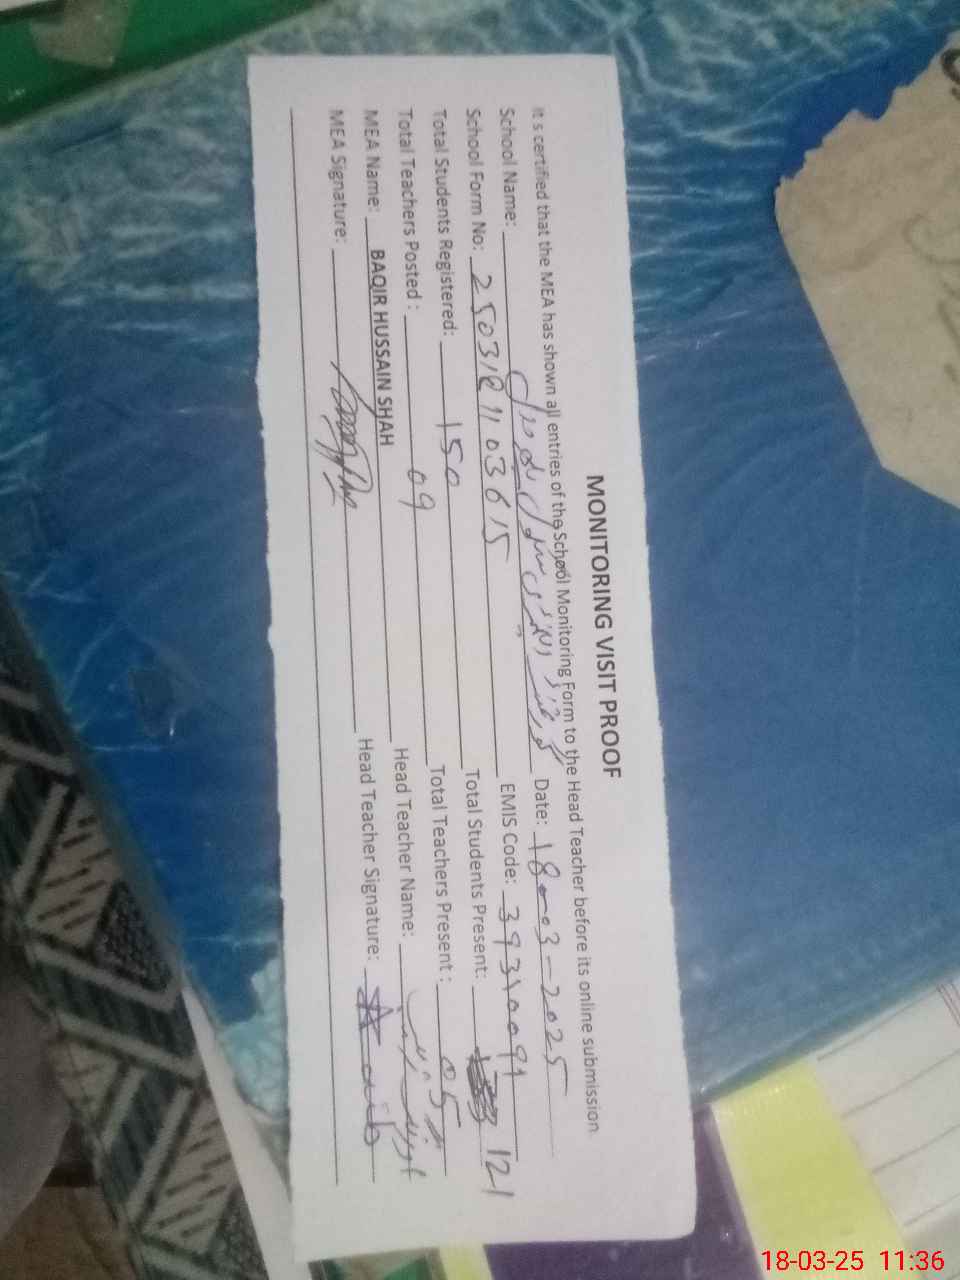 MONITORING VISIT PROOF
It s certified that the MEA has shown all entries of the School Monitoring Form to the Head Teacher before its online submission
School Name: Date: 18-03-2025
School Form No: EMIS Code: 39310099
Total Students Registered: 150 Total Students Present: 121
Total Teachers Posted : 09 Total Teachers Present : 05
MEA Name: BAQIR HUSSAIN SHAH Head Teacher Name:
MEA Signature: Head Teacher Signature:
18-03-25 11:36